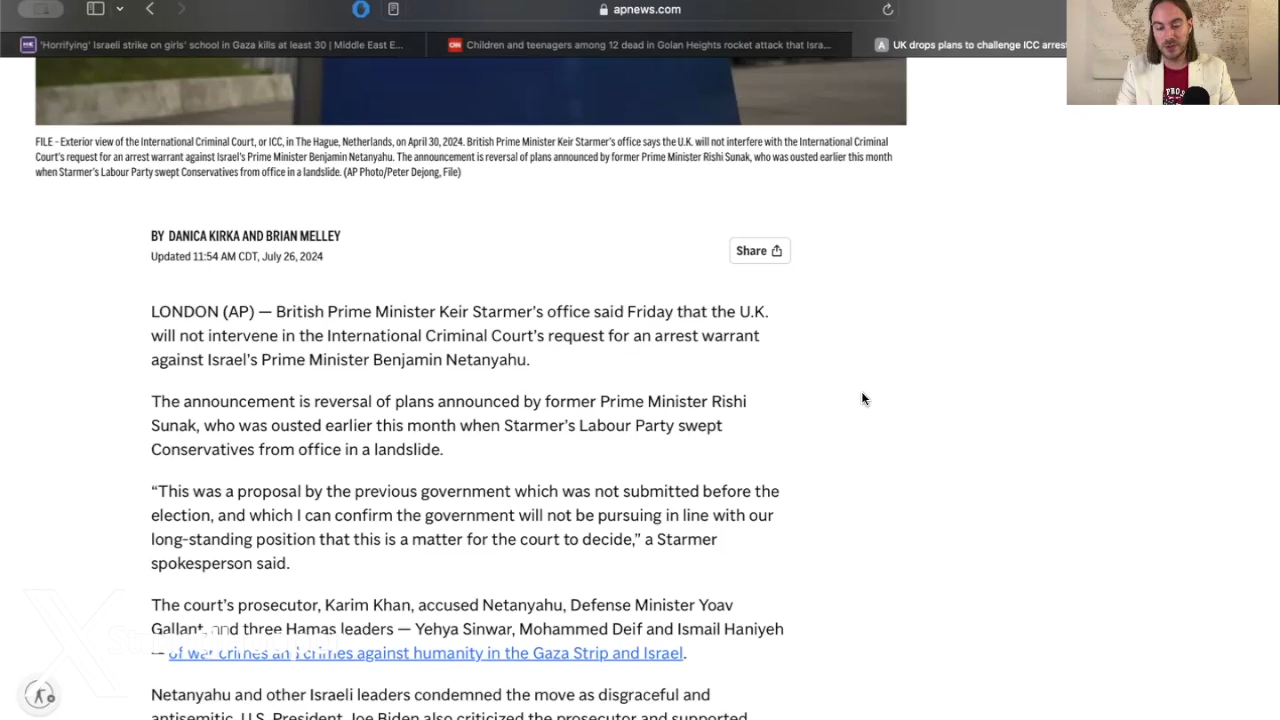 apnews.com
'Horrifying' Israeli strike on girls' school in Gaza kills at least 30 | Middle East E...
Children and teenagers among 12 dead in Golan Heights rocket attack that Isra...
UK drops plans to challenge ICC arrest
FILE - Exterior view of the International Criminal Court, or ICC, in The Hague, Netherlands, on April 30, 2024. British Prime Minister Keir Starmer's office says the U.K. will not interfere with the International Criminal
Court's request for an arrest warrant against Israel's Prime Minister Benjamin Netanyahu. The announcement is reversal of plans announced by former Prime Minister Rishi Sunak, who was ousted earlier this month
when Starmer's Labour Party swept Conservatives from office in a landslide. (AP Photo/Peter Dejong, File)
BY DANICA KIRKA AND BRIAN MELLEY
Updated 11:54 AM CDT, July 26, 2024
Share
LONDON (AP) — British Prime Minister Keir Starmer's office said Friday that the U.K.
will not intervene in the International Criminal Court's request for an arrest warrant
against Israel's Prime Minister Benjamin Netanyahu.
The announcement is reversal of plans announced by former Prime Minister Rishi
Sunak, who was ousted earlier this month when Starmer's Labour Party swept
Conservatives from office in a landslide.
“This was a proposal by the previous government which was not submitted before the
election, and which I can confirm the government will not be pursuing in line with our
long-standing position that this is a matter for the court to decide,” a Starmer
spokesperson said.
The court's prosecutor, Karim Khan, accused Netanyahu, Defense Minister Yoav
Gallant, and three Hamas leaders — Yehya Sinwar, Mohammed Deif and Ismail Haniyeh
— of war crimes and crimes against humanity in the Gaza Strip and Israel.
Netanyahu and other Israeli leaders condemned the move as disgraceful and
antisemitic. U.S. President Joe Biden also criticized the prosecutor and supported